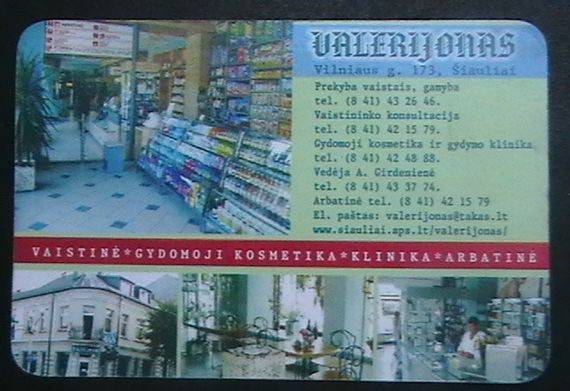 VALERIJONAS
Vilniaus g. 173, Šiauliai
Prekyba vaistais, gamyba
tel. (8 41) 43 26 46.
Vaistininko konsultacija
tel. (8 41) 42 15 79.
Gydomoji kosmetika ir gydymo klinika
tel. (8 41) 42 48 88.
Vedėja A. Girdenienė
tel. (8 41) 43 37 74.
Arbatinė tel. (8 41) 42 15 79
El. paštas: valerijonas@takas.lt
www.siauliai.aps.lt/valerijonas/
VAISTINĖ*GYDOMOJI KOSMETIKA*KLINIKA*ARBATINĖ